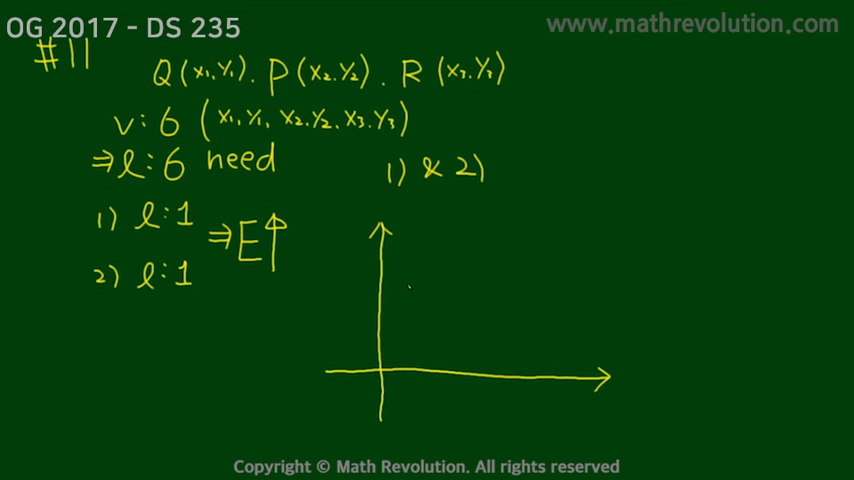 OG 2017 - DS 235
www.mathrevolution.com
#11
Q(x₁.y₁). P(x₂.y₂). R(x₃.y₃)
v:6 (x₁,y₁, x₂.y₂. x₃.y₃)
⇒ℓ:6 need
1) & 2)
1) ℓ:1
⇒E↑
2) ℓ:1
Copyright © Math Revolution. All rights reserved